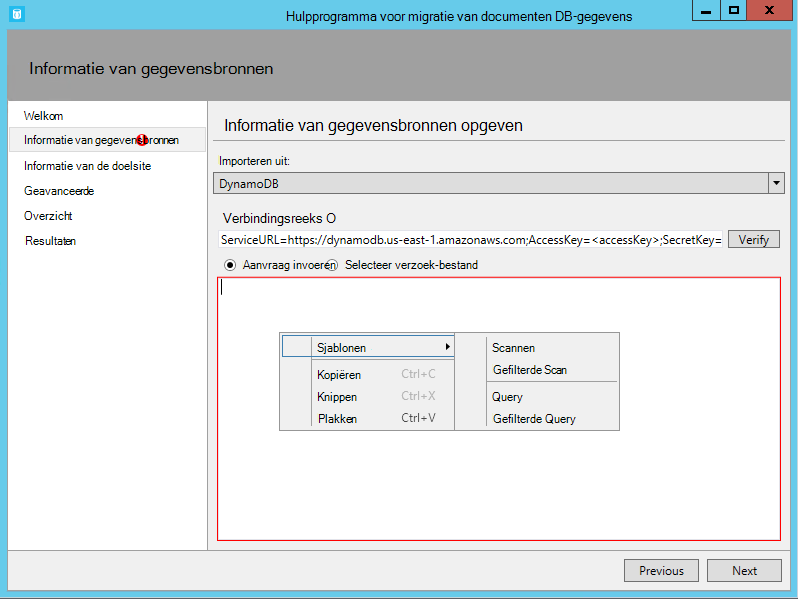 Hulpprogramma voor migratie van documenten DB-gegevens
Informatie van gegevensbronnen
Welkom
Informatie van gegevensbronnen
Informatie van de doelsite
Geavanceerde
Overzicht
Resultaten
Informatie van gegevensbronnen opgeven
Importeren uit:
DynamoDB
Verbindingsreeks O
ServiceURL=https://dynamodb.us-east-1.amazonaws.com;AccessKey=<accessKey>;SecretKey=
Verify
Aanvraag invoeren Selecteer verzoek-bestand
Sjablonen
Kopiëren Ctrl+C
Knippen Ctrl+X
Plakken Ctrl+V
Scannen
Gefilterde Scan
Query
Gefilterde Query
Previous Next